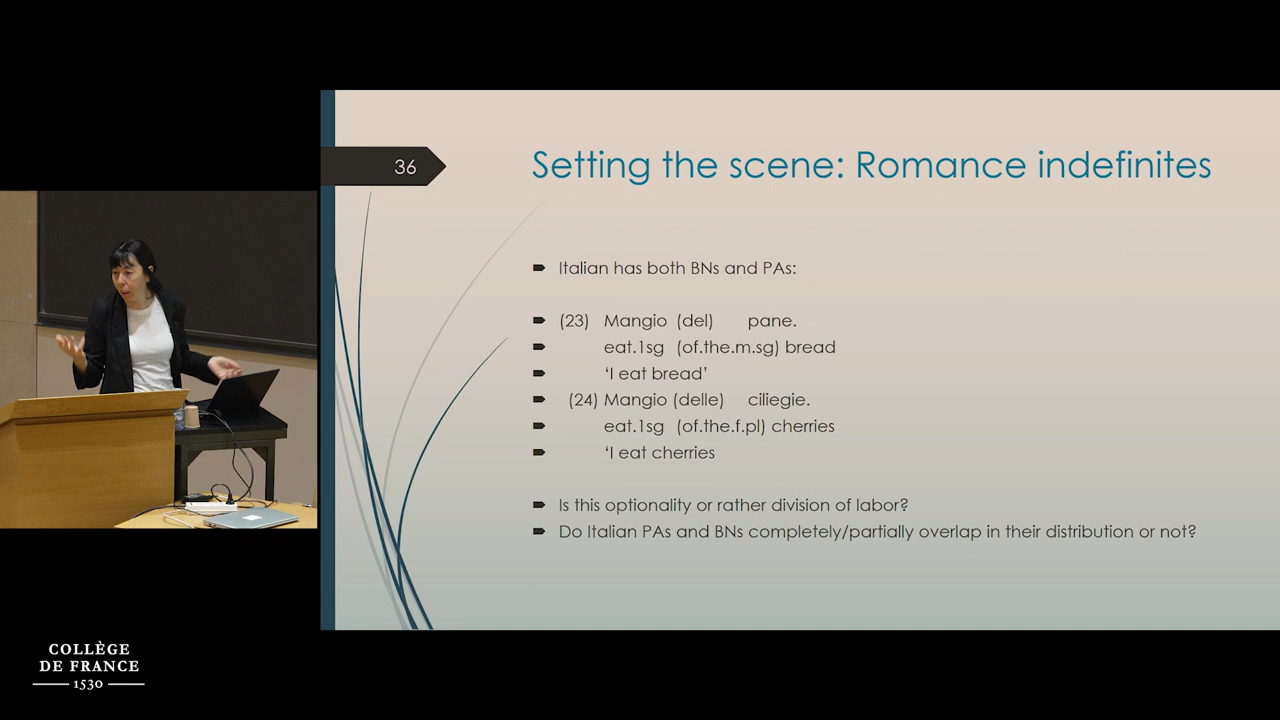 36
Setting the scene: Romance indefinites
Italian has both BNs and PAs:
(23) Mangio (del) pane.
eat.1sg (of.the.m.sg) bread
‘I eat bread’
(24) Mangio (delle) ciliegie.
eat.1sg (of.the.f.pl) cherries
‘I eat cherries
Is this optionality or rather division of labor?
Do Italian PAs and BNs completely/partially overlap in their distribution or not?
COLLÈGE
DE FRANCE
1530